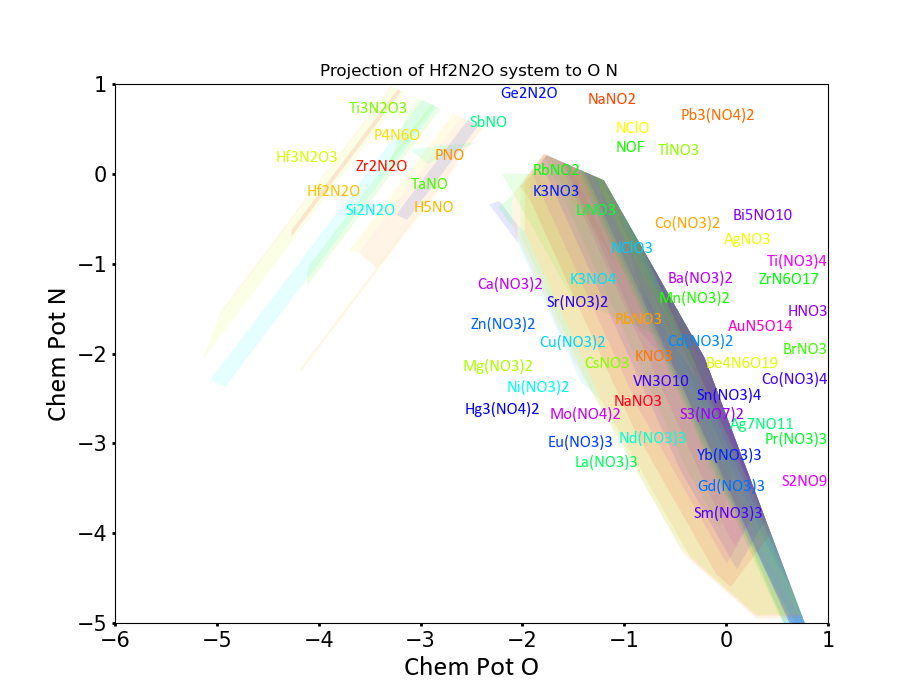 Projection of Hf2N2O system to O N
Ge2N2O
NaNO2
Ti3N2O3
Pb3(NO4)2
SbNO
NClO
P4N6O
NOF
TlNO3
Hf3N2O3
PNO
Zr2N2O
RbNO2
TaNO
Hf2N2O
K3NO3
Si2N2O
H5NO
LiNO3
Bi5NO10
Co(NO3)2
AgNO3
NClO3
Ti(NO3)4
K3NO4
Ba(NO3)2
ZrN6O17
Ca(NO3)2
Sr(NO3)2
Mn(NO3)2
HNO3
Zn(NO3)2
RbNO3
AuN5O14
Cu(NO3)2
Cd(NO3)2
BrNO3
Mg(NO3)2
CsNO3
KNO3
Be4N6O19
Ni(NO3)2
VN3O10
Co(NO3)4
Hg3(NO4)2
NaNO3
Sn(NO3)4
Mo(NO4)2
S3(NO7)2
Ag7NO11
Eu(NO3)3
Nd(NO3)3
Pr(NO3)3
La(NO3)3
Yb(NO3)3
Gd(NO3)3
S2NO9
Sm(NO3)3
1
0
−1
−2
−3
−4
−5
Chem Pot N
−6
−5
−4
−3
−2
−1
0
1
Chem Pot O